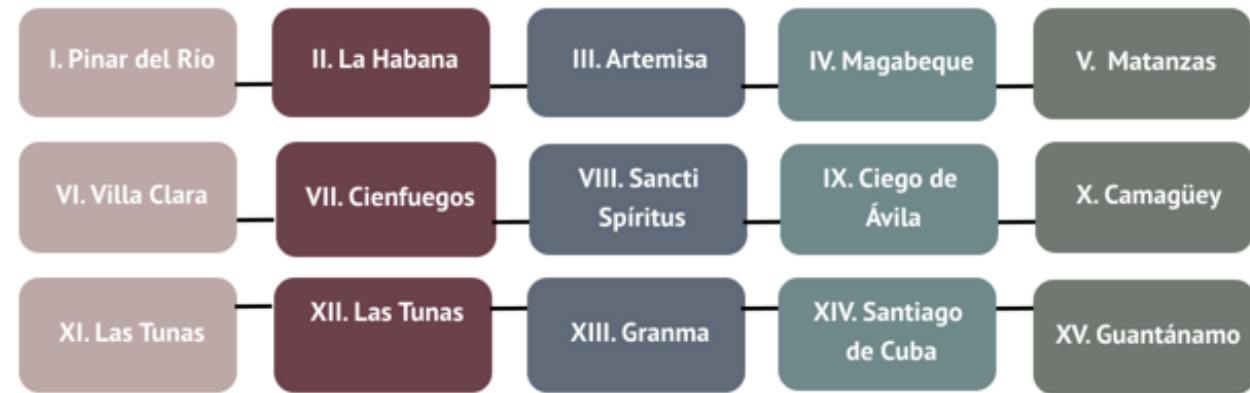 I. Pinar del Río
II. La Habana
III. Artemisa
IV. Magabeque
V. Matanzas
VI. Villa Clara
VII. Cienfuegos
VIII. Sancti
Spíritus
IX. Ciego de
Ávila
X. Camagüey
XI. Las Tunas
XII. Las Tunas
XIII. Granma
XIV. Santiago
de Cuba
XV. Guantánamo